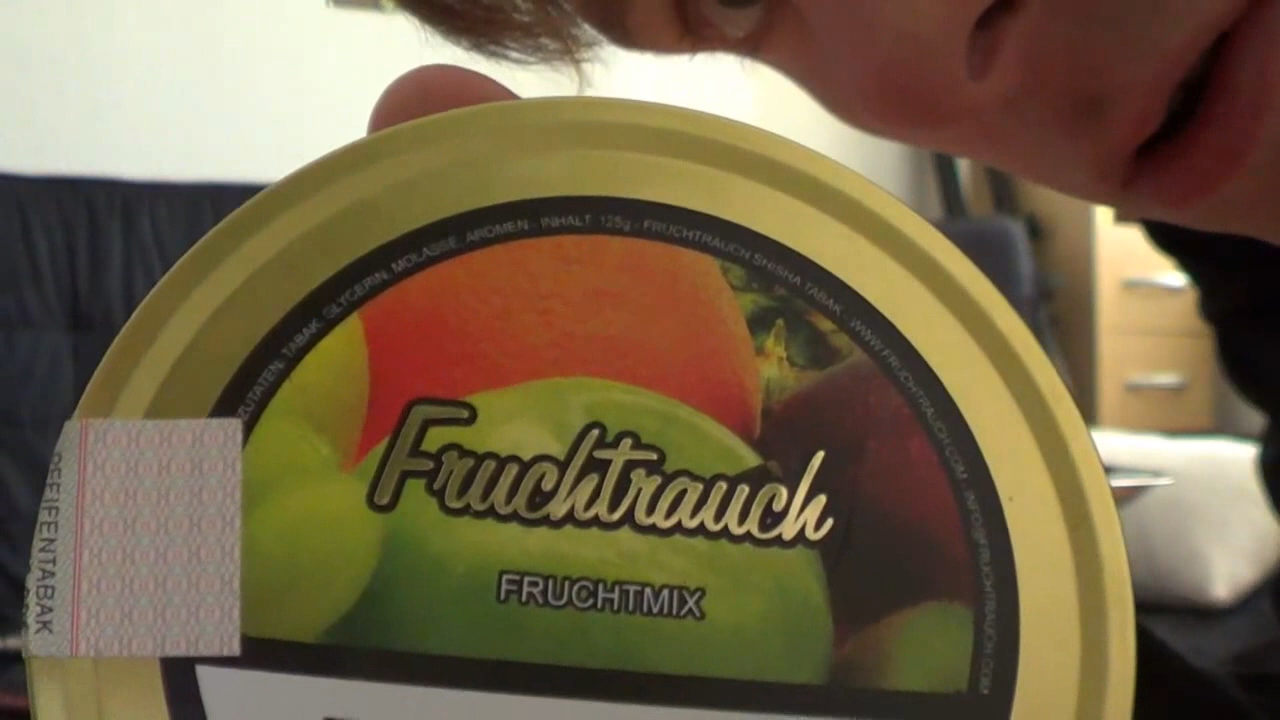 ZUTATEN: TABAK, GLYCERIN, MOLASSE, AROMEN - INHALT 125g - FRUCHTRAUCH SHISHA TABAK - WWW.FRUCHTRAUCH.COM - INFO@FRUCHTRAUCH.COM
Fruchtrauch
FRUCHTMIX
PFEIFENTABAK